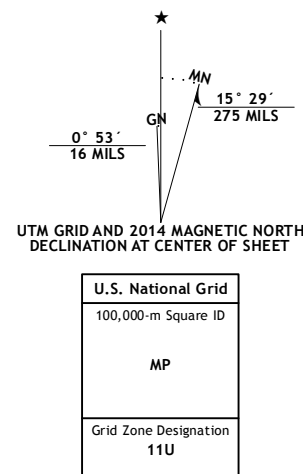 ★
MN
GN
15° 29´
275 MILS
0° 53´
16 MILS
UTM GRID AND 2014 MAGNETIC NORTH
DECLINATION AT CENTER OF SHEET
U.S. National Grid
100,000-m Square ID
MP
Grid Zone Designation
11U